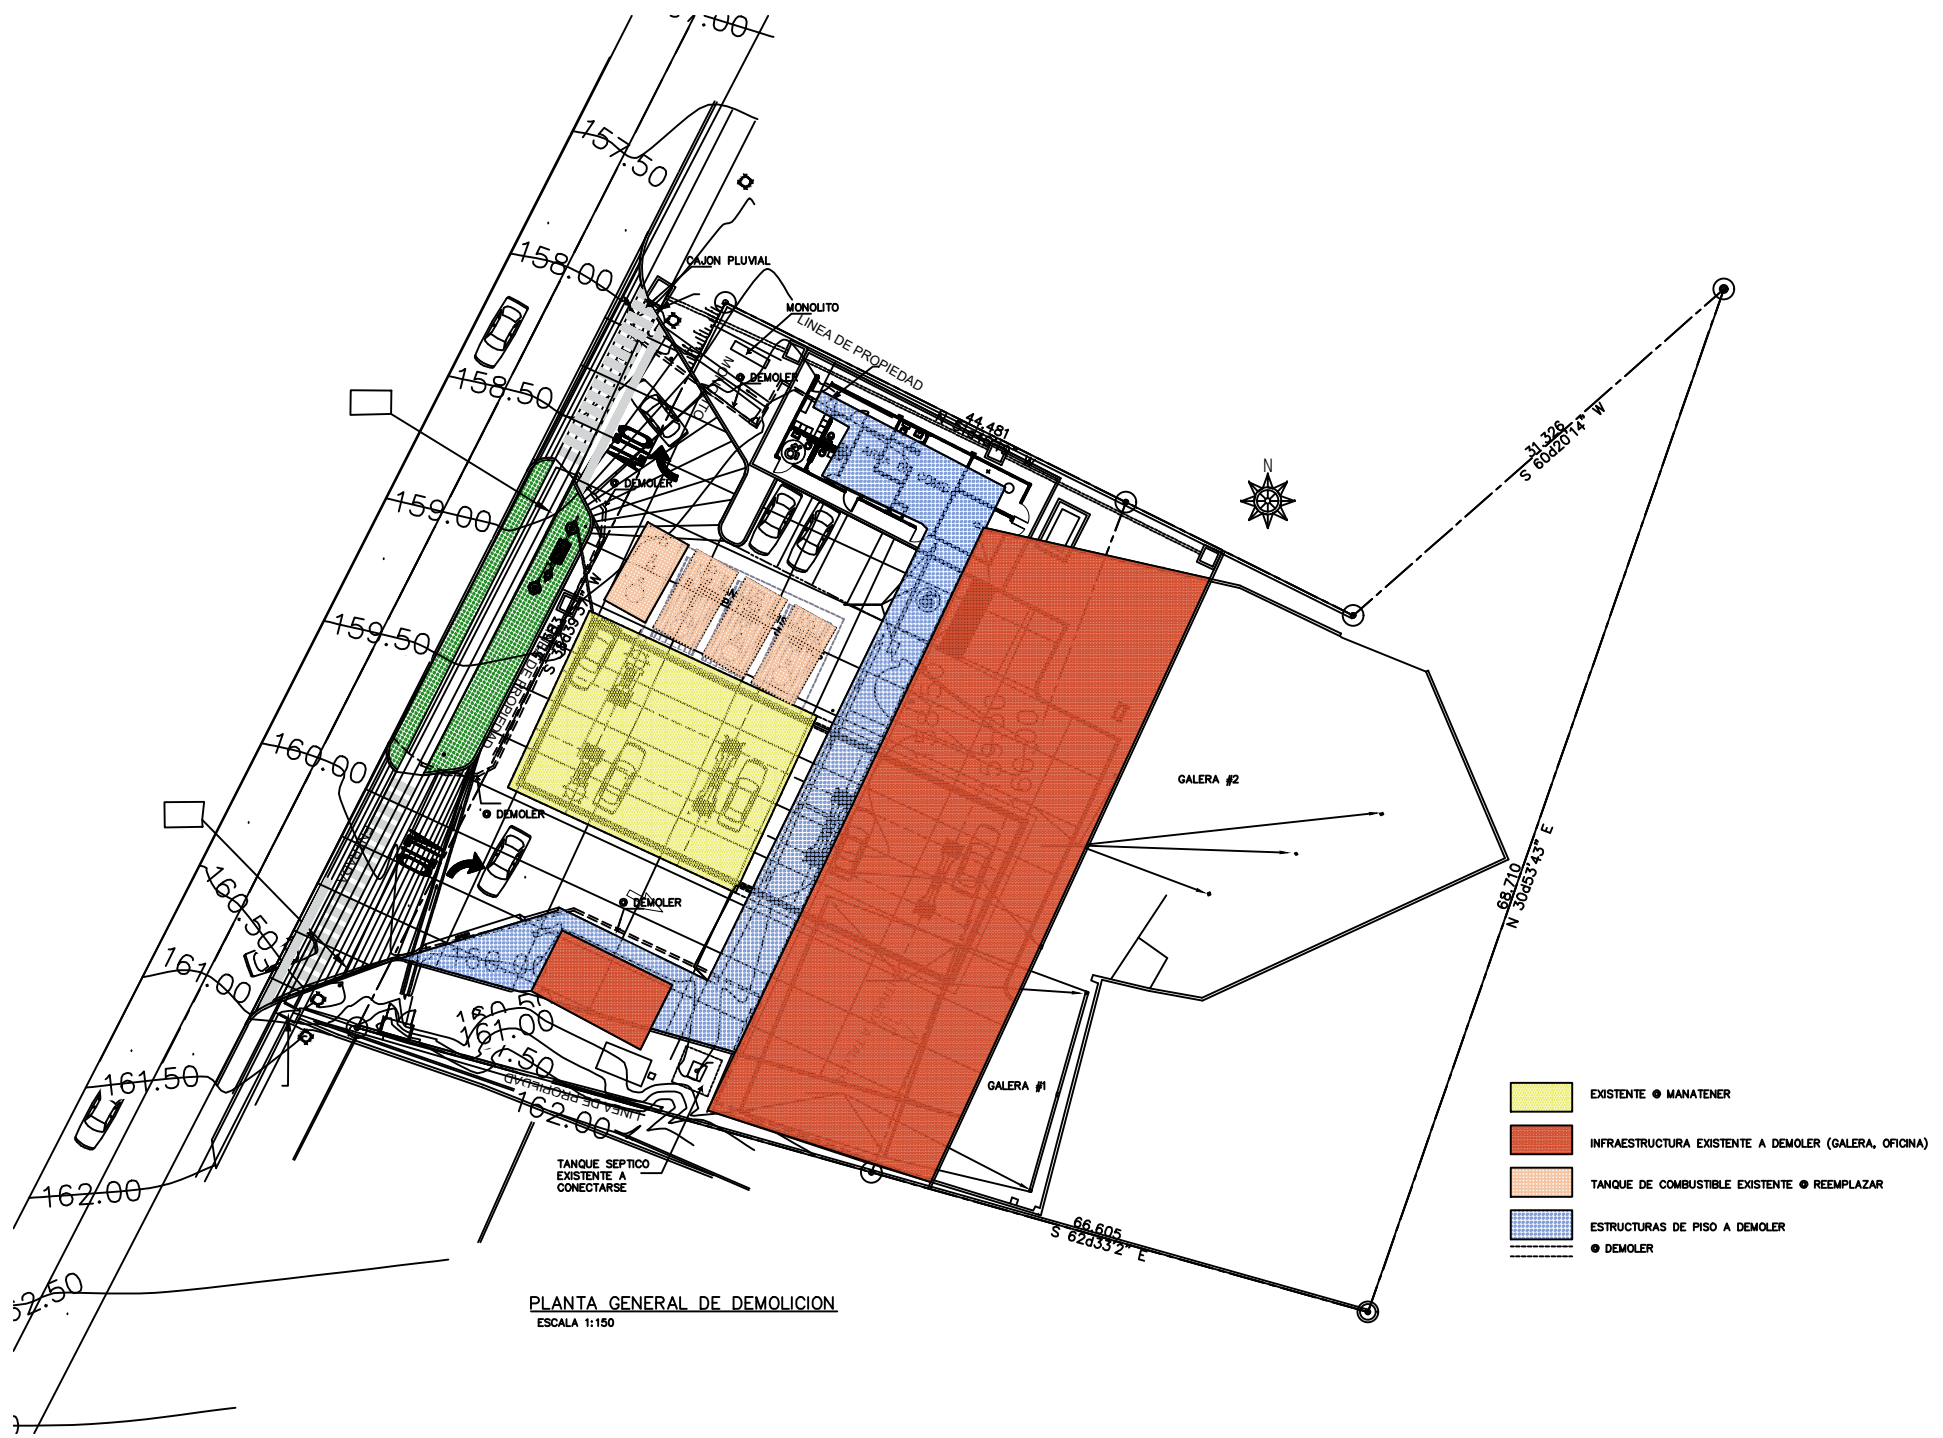 157.50
158.00
CAJON PLUVIAL
MONOLITO
LINEA DE PROPIEDAD
@ DEMOLER
158.50
44.481
31.326
S 60d20'14" W
N
@ DEMOLER
159.00
159.50
DE PROPIEDAD
160.00
GALERA #2
@ DEMOLER
@ DEMOLER
68.710
N 30d53'43" E
160.50
161.00
161.00
161.50
GALERA #1
LINEA DE PROPIEDAD
162.00
162.00
TANQUE SEPTICO
EXISTENTE A
CONECTARSE
66.605
S 62d33'2" E
EXISTENTE @ MANATENER
INFRAESTRUCTURA EXISTENTE A DEMOLER (GALERA, OFICINA)
TANQUE DE COMBUSTIBLE EXISTENTE @ REEMPLAZAR
ESTRUCTURAS DE PISO A DEMOLER
@ DEMOLER
PLANTA GENERAL DE DEMOLICION
ESCALA 1:150